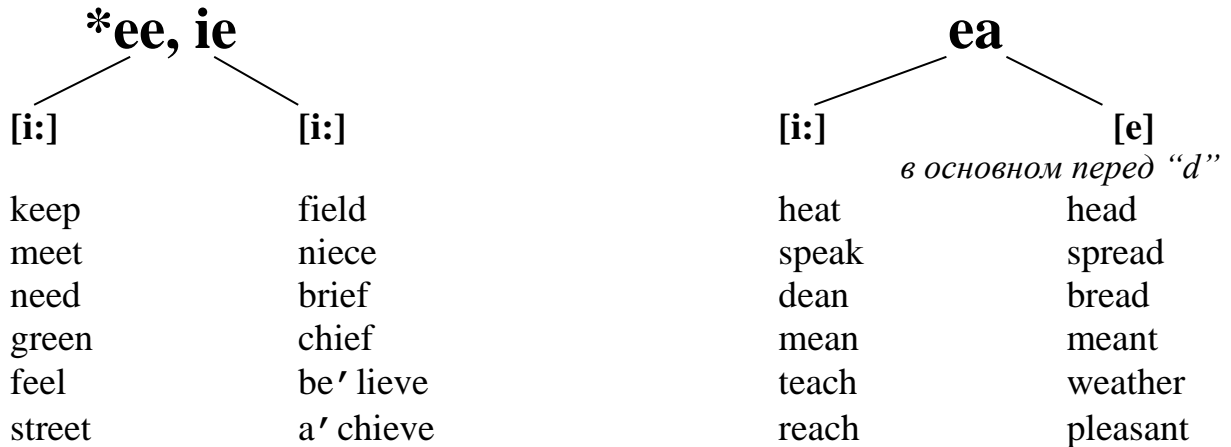 *ee, ie ea
[i:] [i:] [i:] [e]
в основном перед “d”
keep field heat head
meet niece speak spread
need brief dean bread
green chief mean meant
feel be′lieve teach weather
street a′chieve reach pleasant